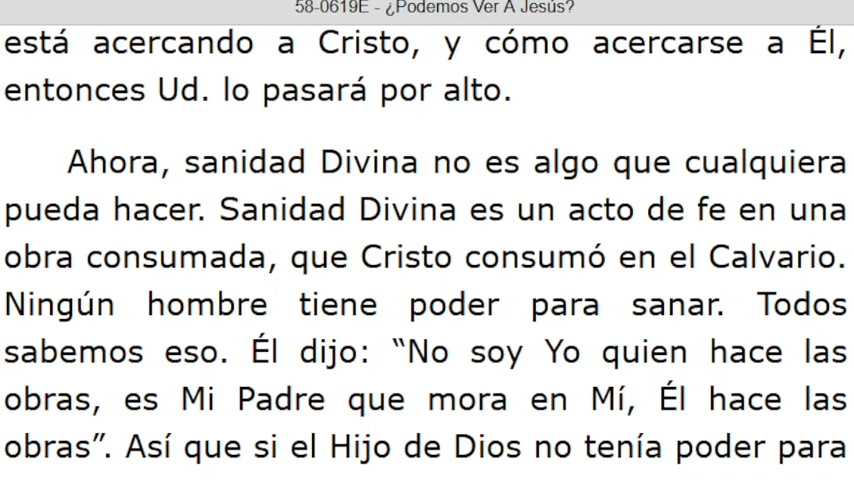 58-0619E - ¿Podemos Ver A Jesús?
está acercando a Cristo, y cómo acercarse a Él,
entonces Ud. lo pasará por alto.
Ahora, sanidad Divina no es algo que cualquiera
pueda hacer. Sanidad Divina es un acto de fe en una
obra consumada, que Cristo consumó en el Calvario.
Ningún hombre tiene poder para sanar. Todos
sabemos eso. Él dijo: “No soy Yo quien hace las
obras, es Mi Padre que mora en Mí, Él hace las
obras”. Así que si el Hijo de Dios no tenía poder para